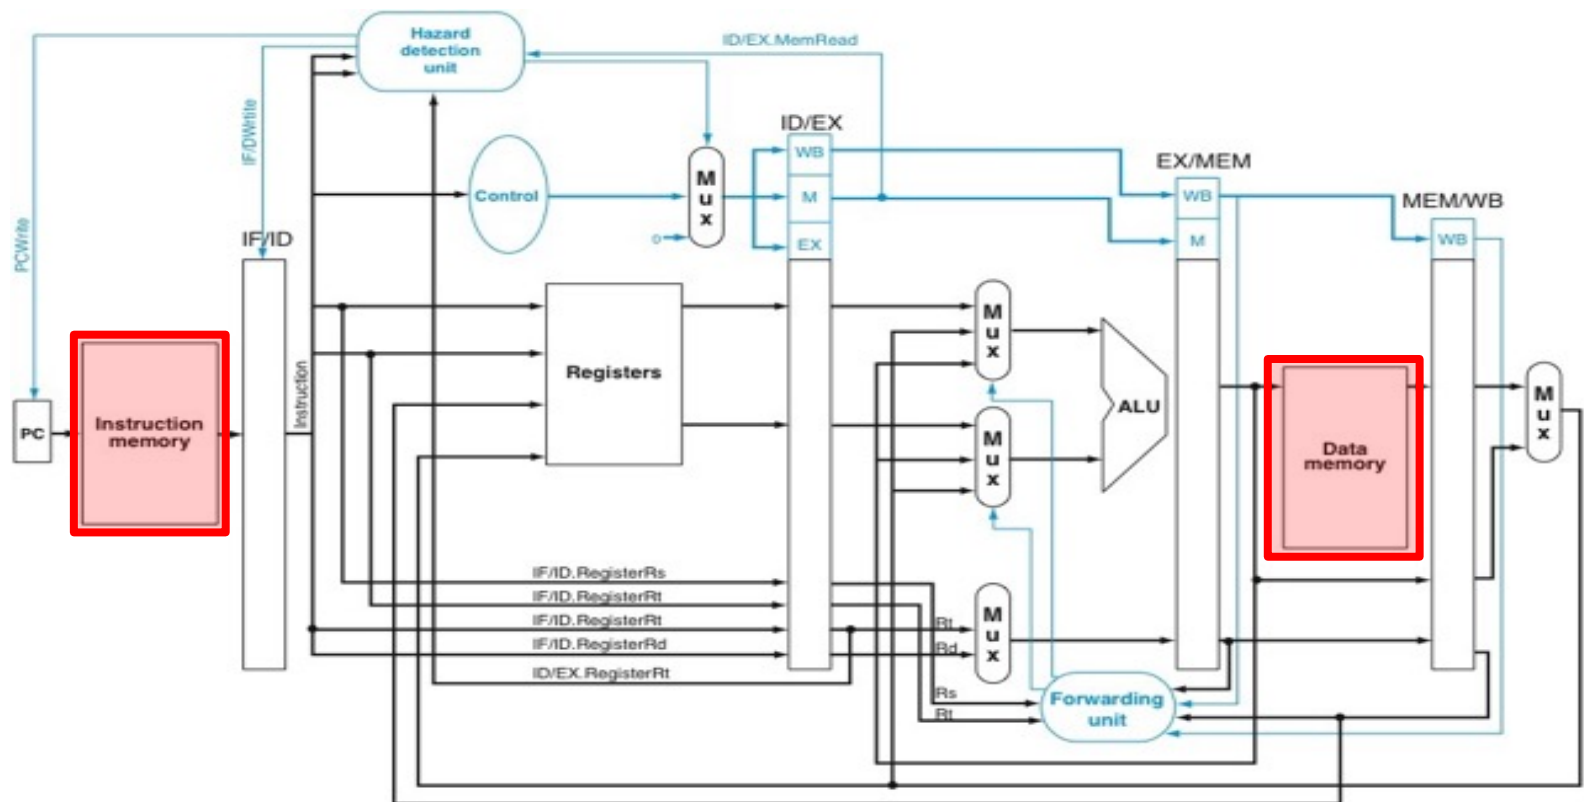 Hazard
detection
unit
ID/EX.MemRead
IF/DWrtite
PCWrite
ID/EX
WB
M
EX
Control
M
u
x
0
EX/MEM
WB
M
MEM/WB
WB
IF/ID
PC
Instruction
memory
Instruction
Registers
M
u
x
M
u
x
ALU
Data
memory
M
u
x
IF/ID.RegisterRs
IF/ID.RegisterRt
IF/ID.RegisterRt
IF/ID.RegisterRd
ID/EX.RegisterRt
Rt
Rd
M
u
x
Rs
Rt
Forwarding
unit